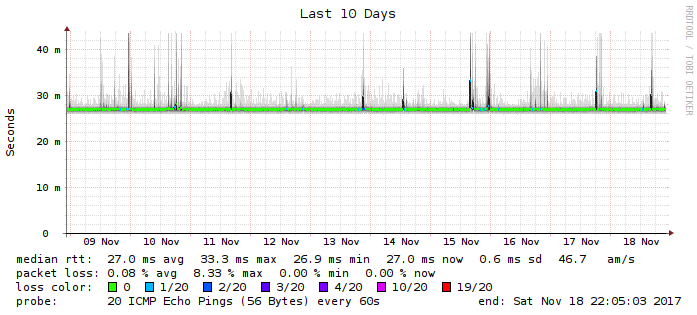 Last 10 Days
RRDTOOL / TOBI OETIKER
Seconds
40 m
30 m
20 m
10 m
0
09 Nov 10 Nov 11 Nov 12 Nov 13 Nov 14 Nov 15 Nov 16 Nov 17 Nov 18 Nov
median rtt: 27.0 ms avg 33.3 ms max 26.9 ms min 27.0 ms now 0.6 ms sd 46.7 am/s
packet loss: 0.08 % avg 8.33 % max 0.00 % min 0.00 % now
loss color: 0 1/20 2/20 3/20 4/20 10/20 19/20
probe: 20 ICMP Echo Pings (56 Bytes) every 60s end: Sat Nov 18 22:05:03 2017